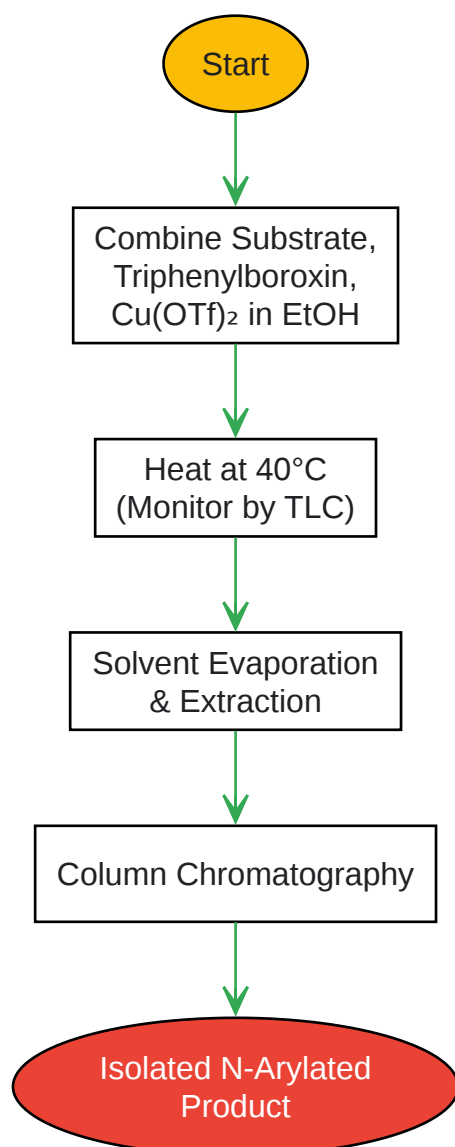 Start
Combine Substrate,
Triphenylboroxin,
Cu(OTf)₂ in EtOH
Heat at 40°C
(Monitor by TLC)
Solvent Evaporation
& Extraction
Column Chromatography
Isolated N-Arylated
Product